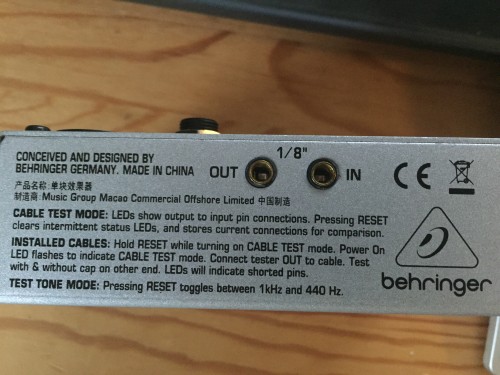 CONCEIVED AND DESIGNED BY
BEHRINGER GERMANY. MADE IN CHINA
OUT 1/8" IN
产品名称:单块效果器
制造商:Music Group Macao Commercial Offshore Limited 中国制造
CABLE TEST MODE: LEDs show output to input pin connections. Pressing RESET
clears intermittent status LEDs, and stores current connections for comparison.
INSTALLED CABLES: Hold RESET while turning on CABLE TEST mode. Power On
LED flashes to indicate CABLE TEST mode. Connect tester OUT to cable. Test
with & without cap on other end. LEDs will indicate shorted pins.
TEST TONE MODE: Pressing RESET toggles between 1kHz and 440 Hz.
CE
behringer